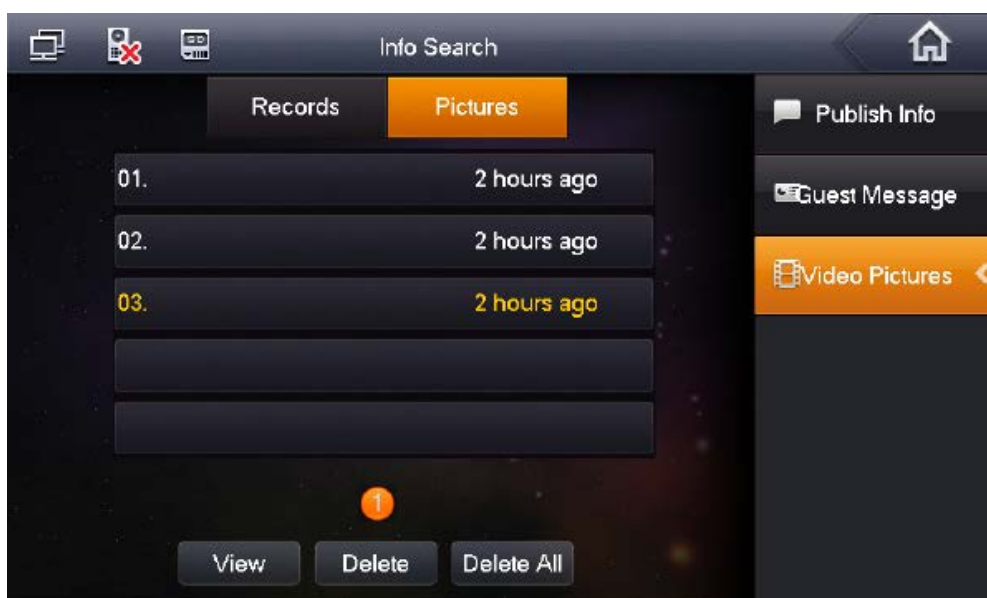 Info Search
Records Pictures
01. 2 hours ago
02. 2 hours ago
03. 2 hours ago
1
View Delete Delete All
Publish Info
Guest Message
Video Pictures